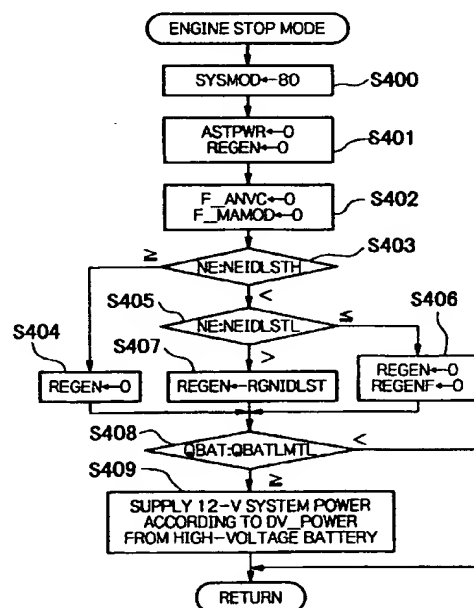 ENGINE STOP MODE
SYSMOD←80
S400
ASTPWR←0
REGEN←0
S401
F_ANVC←0
F_MAMOD←0
S402
S403
≥
NE:NEIDLSTH
<
S405
S404
NE:NEIDLSTL
≤
S406
S407
>
REGEN←0
REGEN←RGNIDLST
REGEN←0
REGENF←0
S408
QBAT:QBATLMTL
<
S409
≥
SUPPLY 12-V SYSTEM POWER
ACCORDING TO DV_POWER
FROM HIGH-VOLTAGE BATTERY
RETURN